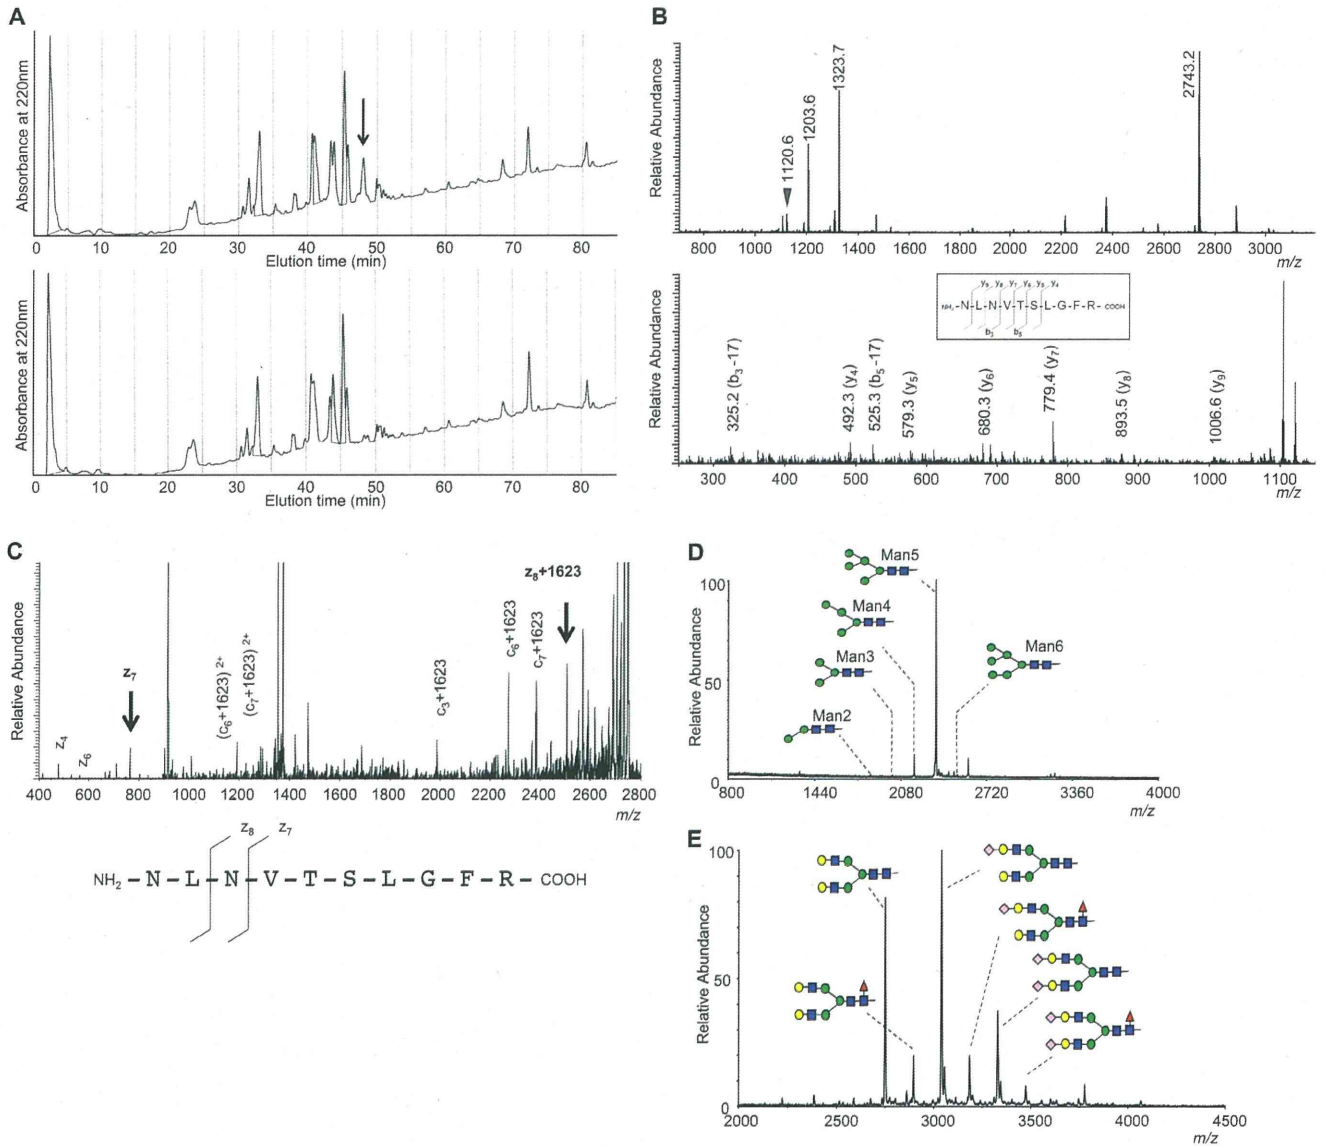 A
Absorbance at 220nm
0 10 20 30 40 50 60 70 80
Elution time (min)
Absorbance at 220nm
0 10 20 30 40 50 60 70 80
Elution time (min)
B
Relative Abundance
1120.6
1203.6
1323.7
2743.2
800 1000 1200 1400 1600 1800 2000 2200 2400 2600 2800 3000
m/z
Relative Abundance
y9 y8 y7 y6 y5 y4
NH2-N-L-N-V-T-S-L-G-F-R-COOH
b3 b5
325.2 (b3-17)
492.3 (y4)
525.3 (b5-17)
579.3 (y5)
680.3 (y6)
779.4 (y7)
893.5 (y8)
1006.6 (y9)
300 400 500 600 700 800 900 1000 1100
m/z
C
Relative Abundance
z4
z6
z7
(c6+1623)2+
(c7+1623)2+
c3+1623
c6+1623
c7+1623
z8+1623
400 600 800 1000 1200 1400 1600 1800 2000 2200 2400 2600 2800
m/z
z8 z7
NH2 -N-L-N-V-T-S-L-G-F-R- COOH
D
Relative Abundance
100
50
0
Man5
Man4
Man3
Man2
Man6
800 1440 2080 2720 3360 4000
m/z
E
Relative Abundance
100
50
0
2000 2500 3000 3500 4000 4500
m/z